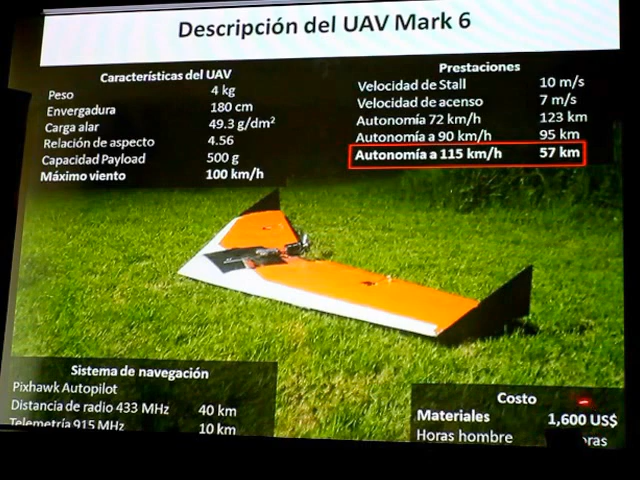 Descripción del UAV Mark 6
Características del UAV
Peso 4 kg
Envergadura 180 cm
Carga alar 49.3 g/dm²
Relación de aspecto 4.56
Capacidad Payload 500 g
Máximo viento 100 km/h
Prestaciones
Velocidad de Stall 10 m/s
Velocidad de acenso 7 m/s
Autonomía 72 km/h 123 km
Autonomía a 90 km/h 95 km
Autonomía a 115 km/h 57 km
Sistema de navegación
Pixhawk Autopilot
Distancia de radio 433 MHz 40 km
Telemetría 915 MHz 10 km
Costo
Materiales 1,600 US$
Horas hombre